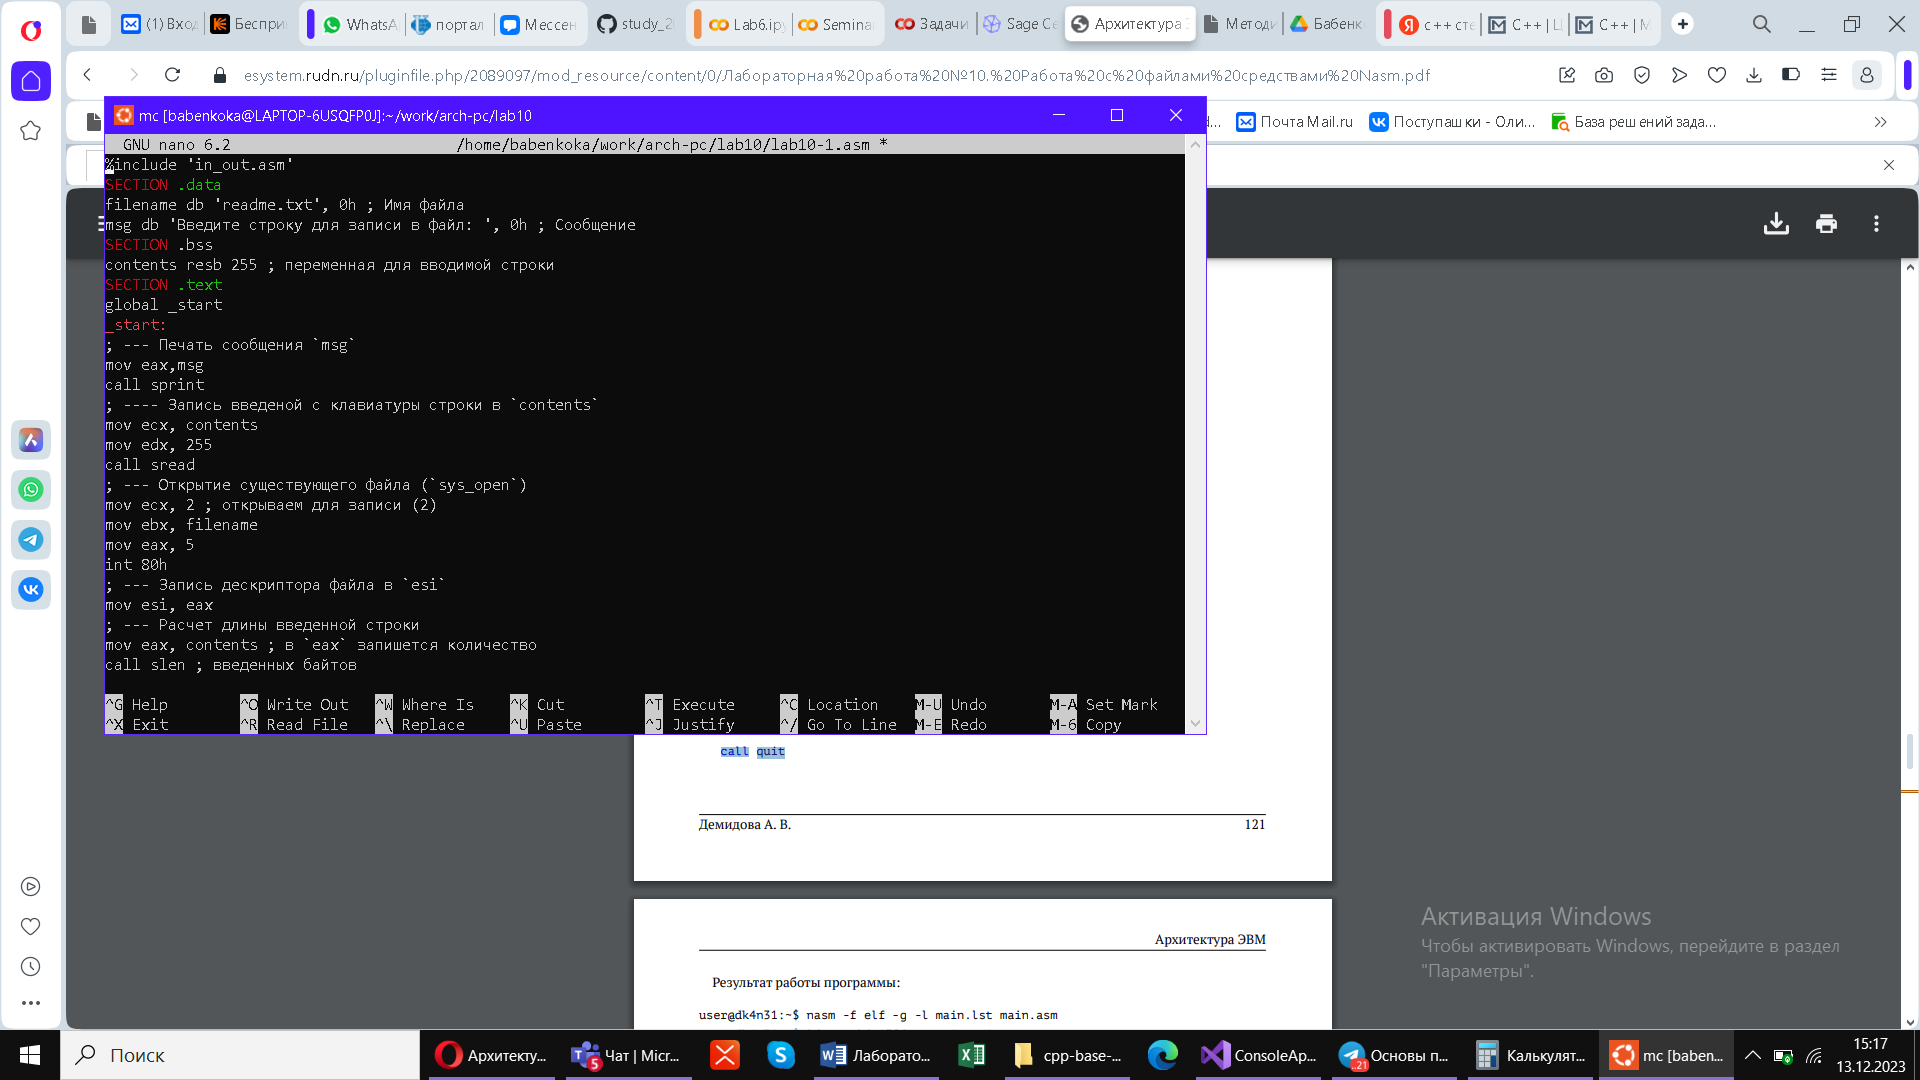 (1) Вход
Беспри
WhatsA
портал
Мессен
study_2
Lab6.ipy
Semina
Задачи
Sage Ce
Архитектура Э
Методи
Бабенк
с++ сте
C++ | Ц
C++ | М
esystem.rudn.ru/pluginfile.php/2089097/mod_resource/content/0/Лабораторная%20работа%20№10.%20Работа%20с%20файлами%20средствами%20Nasm.pdf
mc [babenkoka@LAPTOP-6USQFP0J]:~/work/arch-pc/lab10
d...
Почта Mail.ru
Поступашки - Оли...
База решений зада...
GNU nano 6.2 /home/babenkoka/work/arch-pc/lab10/lab10-1.asm *
%include 'in_out.asm'
SECTION .data
filename db 'readme.txt', 0h ; Имя файла
msg db 'Введите строку для записи в файл: ', 0h ; Сообщение
SECTION .bss
contents resb 255 ; переменная для вводимой строки
SECTION .text
global _start
_start:
; --- Печать сообщения `msg`
mov eax,msg
call sprint
; ---- Запись введеной с клавиатуры строки в `contents`
mov ecx, contents
mov edx, 255
call sread
; --- Открытие существующего файла (`sys_open`)
mov ecx, 2 ; открываем для записи (2)
mov ebx, filename
mov eax, 5
int 80h
; --- Запись дескриптора файла в `esi`
mov esi, eax
; --- Расчет длины введенной строки
mov eax, contents ; в `eax` запишется количество
call slen ; введенных байтов
^G Help ^O Write Out ^W Where Is ^K Cut ^T Execute ^C Location M-U Undo M-A Set Mark
^X Exit ^R Read File ^\ Replace ^U Paste ^J Justify ^/ Go To Line M-E Redo M-6 Copy
call quit
Демидова А. В. 121
Архитектура ЭВМ
Результат работы программы:
user@dk4n31:~$ nasm -f elf -g -l main.lst main.asm
Активация Windows
Чтобы активировать Windows, перейдите в раздел
"Параметры".
Поиск
Архитекту...
5
Чат | Micr...
Лаборато...
cpp-base-...
ConsoleAp...
..21
Основы п...
Калькулят...
mc [baben...
15:17
13.12.2023